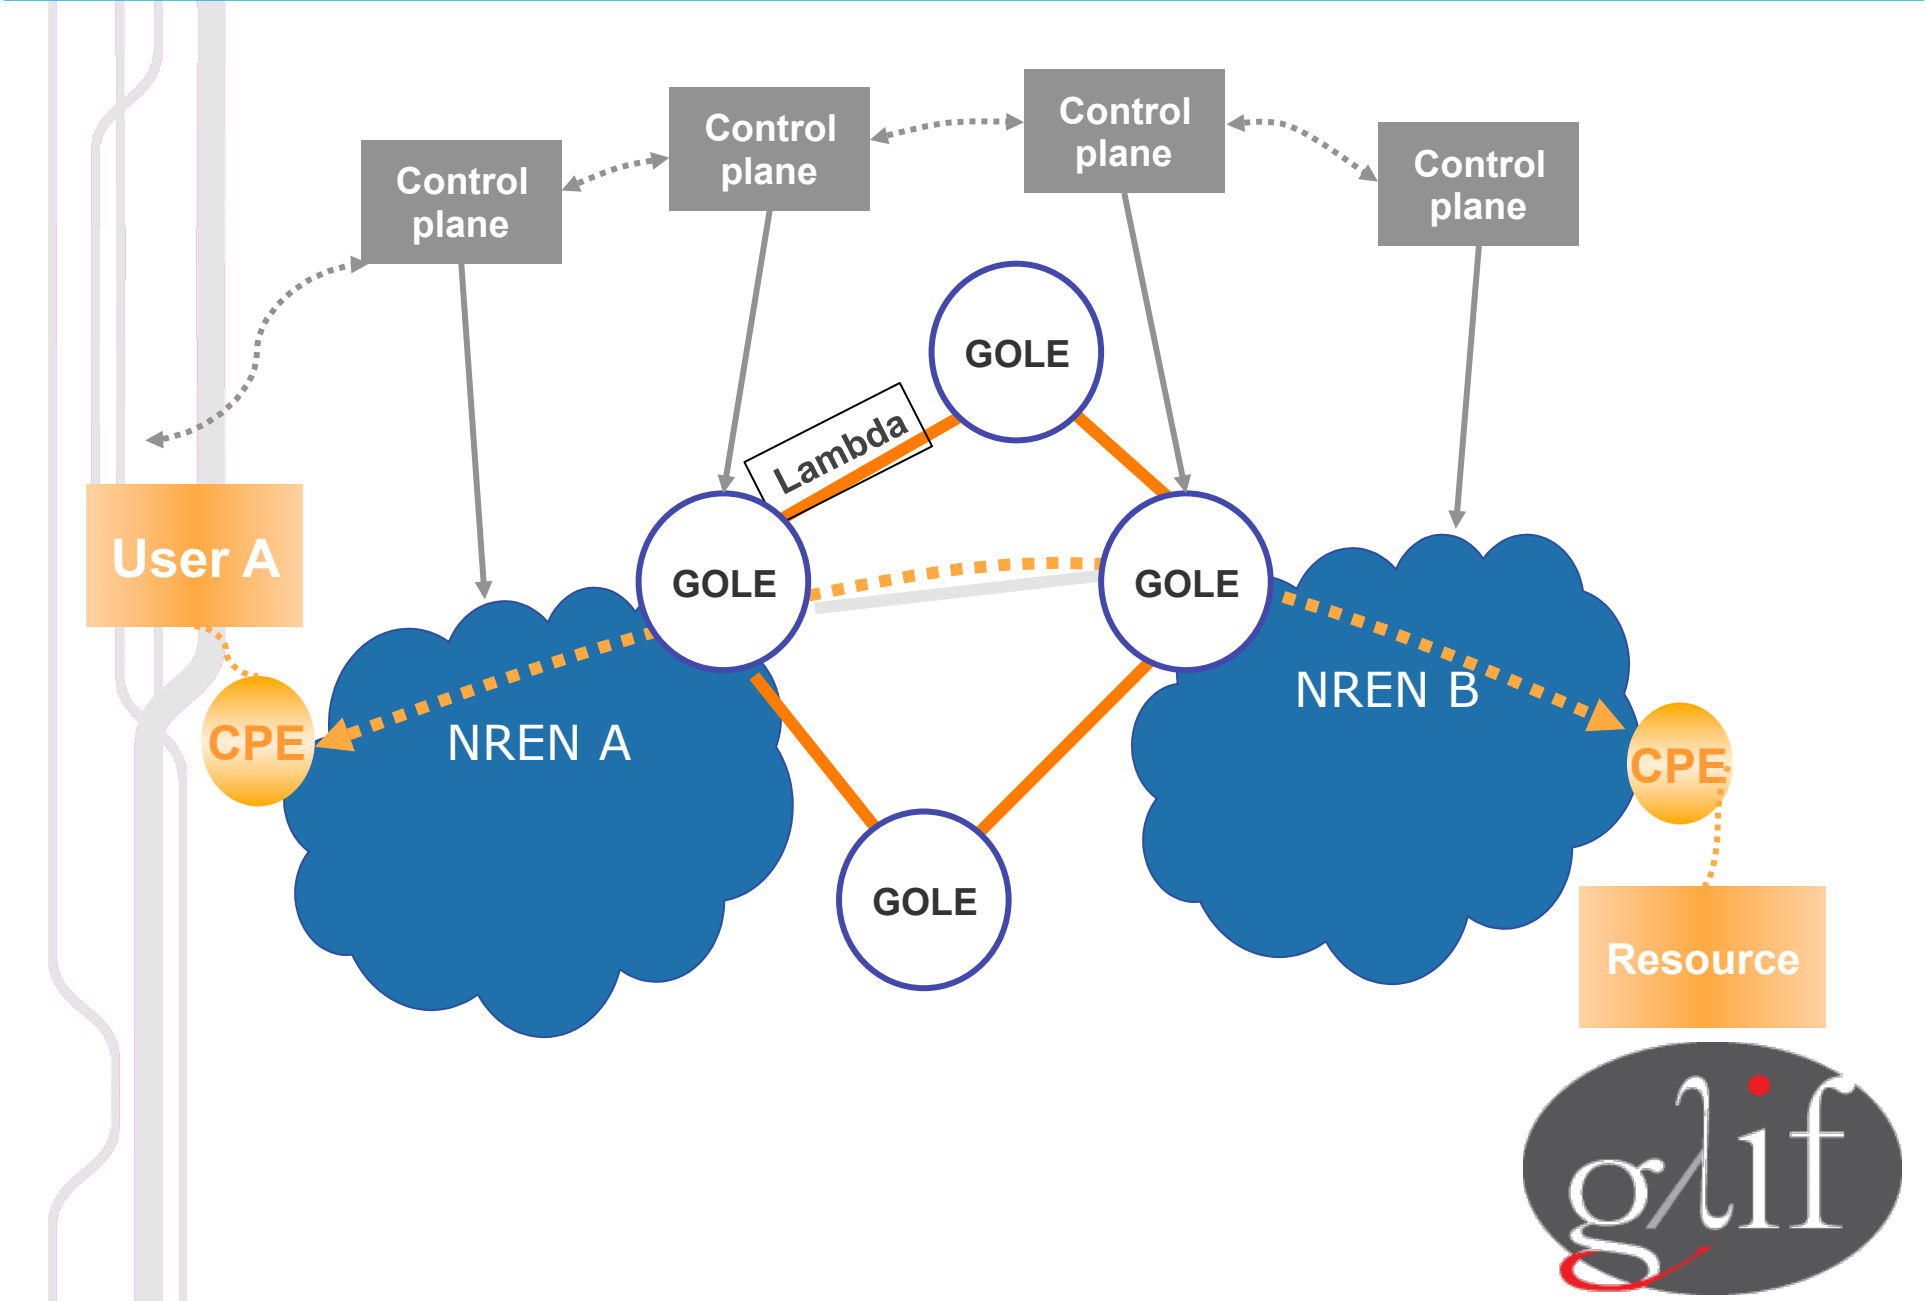 Control
plane
Control
plane
Control
plane
Control
plane
GOLE
Lambda
User A
GOLE
GOLE
NREN A
NREN B
CPE
CPE
GOLE
Resource
gλif